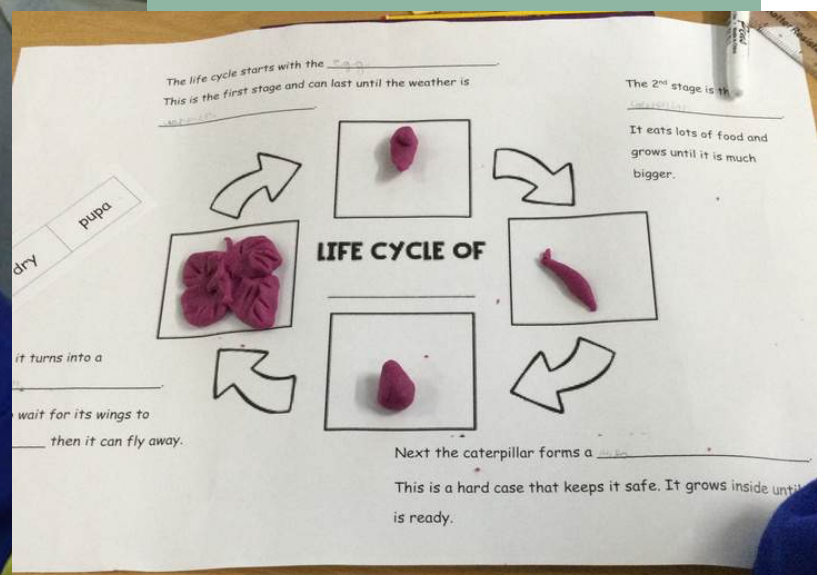 The life cycle starts with the egg.
This is the first stage and can last until the weather is
The 2nd stage is th
caterpillar
It eats lots of food and
grows until it is much
bigger.
dry
pupa
LIFE CYCLE OF
it turns into a
wait for its wings to
then it can fly away.
Next the caterpillar forms a
This is a hard case that keeps it safe. It grows inside until
is ready.